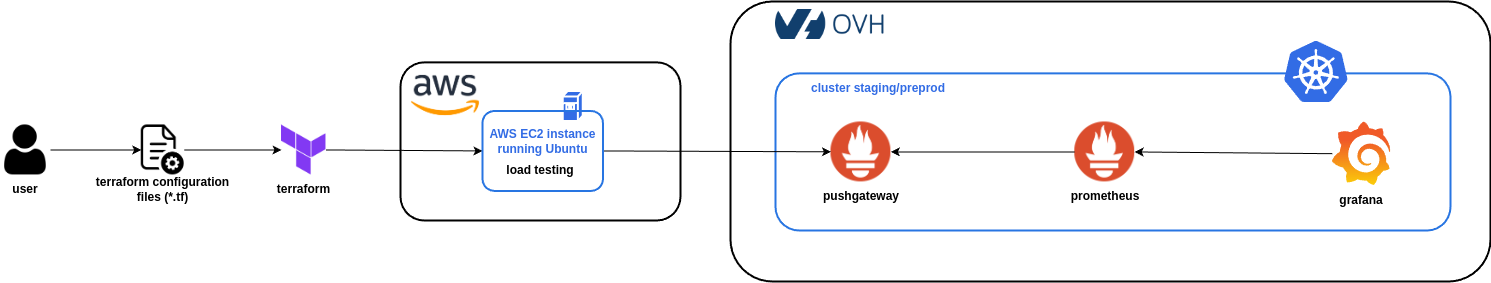 OVH
aws
cluster staging/preprod
AWS EC2 instance
running Ubuntu
load testing
user
terraform configuration
files (*.tf)
terraform
pushgateway
prometheus
grafana